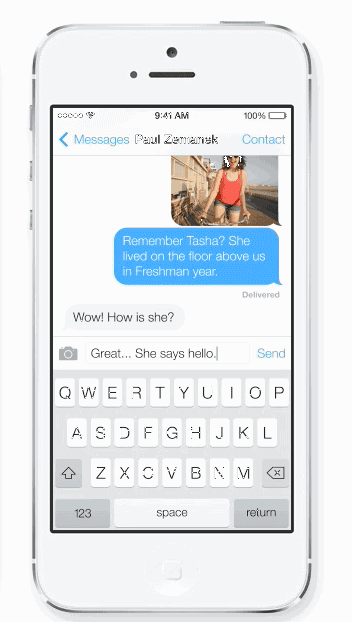 9:41 AM 100%
Messages Paul Zemanek Contact
Remember Tasha? She
lived on the floor above us
in Freshman year.
Delivered
Wow! How is she?
Great... She says hello.
Send
Q W E R T Y U I O P
A S D F G H J K L
Z X C V B N M
123 space return